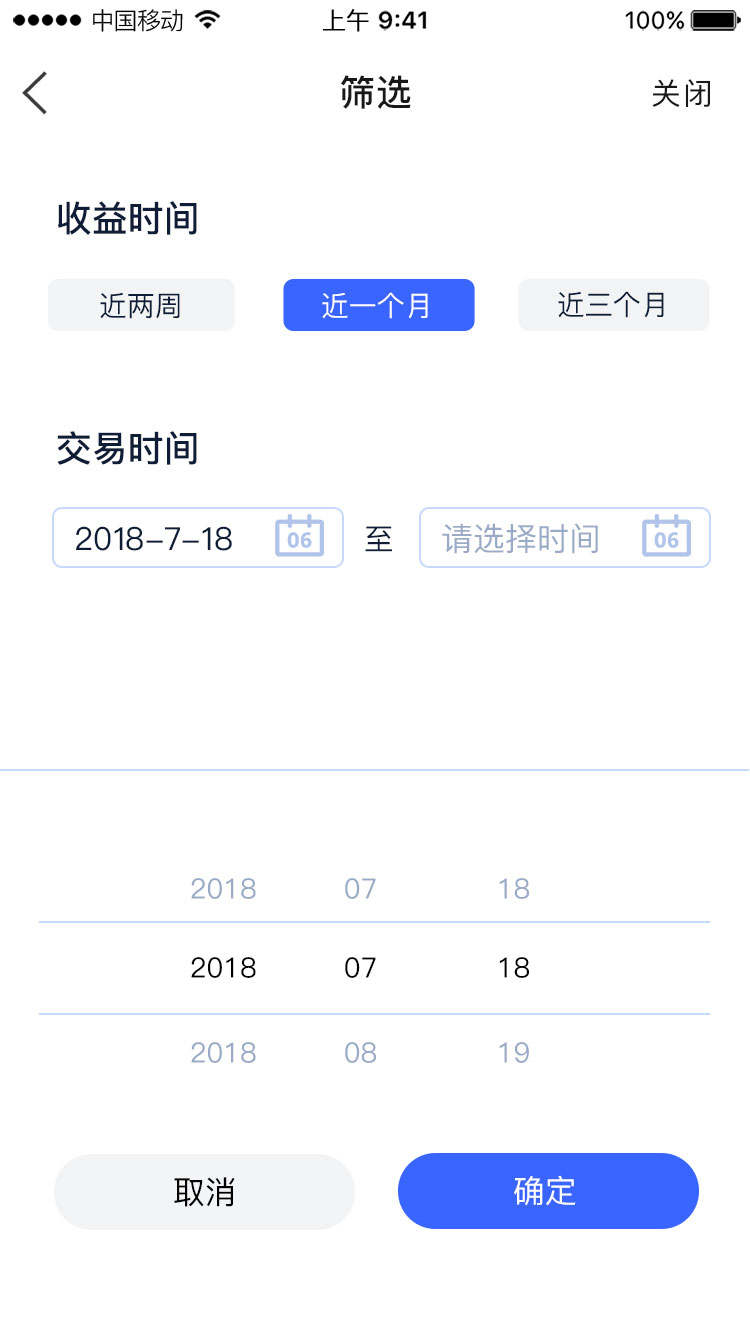 中国移动 上午 9:41 100%
筛选 关闭
收益时间
近两周 近一个月 近三个月
交易时间
2018-7-18 06 至 请选择时间 06
2018 07 18
2018 07 18
2018 08 19
取消 确定